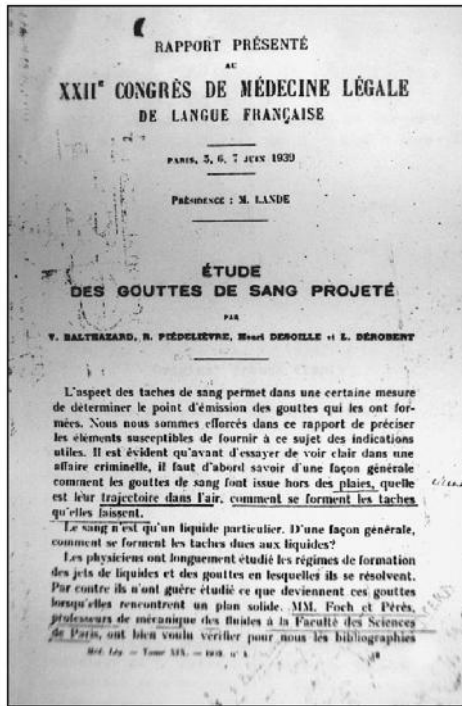 RAPPORT PRÉSENTÉ
AU
XXIIᵉ CONGRÈS DE MÉDECINE LÉGALE
DE LANGUE FRANÇAISE
PARIS, 5, 6, 7 JUIN 1939
PRÉSIDENCE : M. LANDE
ÉTUDE
DES GOUTTES DE SANG PROJETÉ
PAR
V. BALTHAZARD, R. PIÉDELIÈVRE, Henri DESOILLE et L. DÉROBERT
L'aspect des taches de sang permet dans une certaine mesure
de déterminer le point d'émission des gouttes qui les ont for-
mées. Nous nous sommes efforcés dans ce rapport de préciser
les éléments susceptibles de fournir à ce sujet des indications
utiles. Il est évident qu'avant d'essayer de voir clair dans une
affaire criminelle, il faut d'abord savoir d'une façon générale
comment les gouttes de sang font issue hors des plaies, quelle
est leur trajectoire dans l'air, comment se forment les taches
qu'elles laissent.
Le sang n'est qu'un liquide particulier. D'une façon générale,
comment se forment les taches dues aux liquides?
Les physiciens ont longuement étudié les régimes de formation
des jets de liquides et des gouttes en lesquelles ils se résolvent.
Par contre ils n'ont guère étudié ce que deviennent ces gouttes
lorsqu'elles rencontrent un plan solide. MM. Foch et Pérès,
professeurs de mécanique des fluides à la Faculté des Sciences
de Paris, ont bien voulu vérifier pour nous les bibliographies
Méd. Lég. — Tome XIX. — 1939. n° 4.